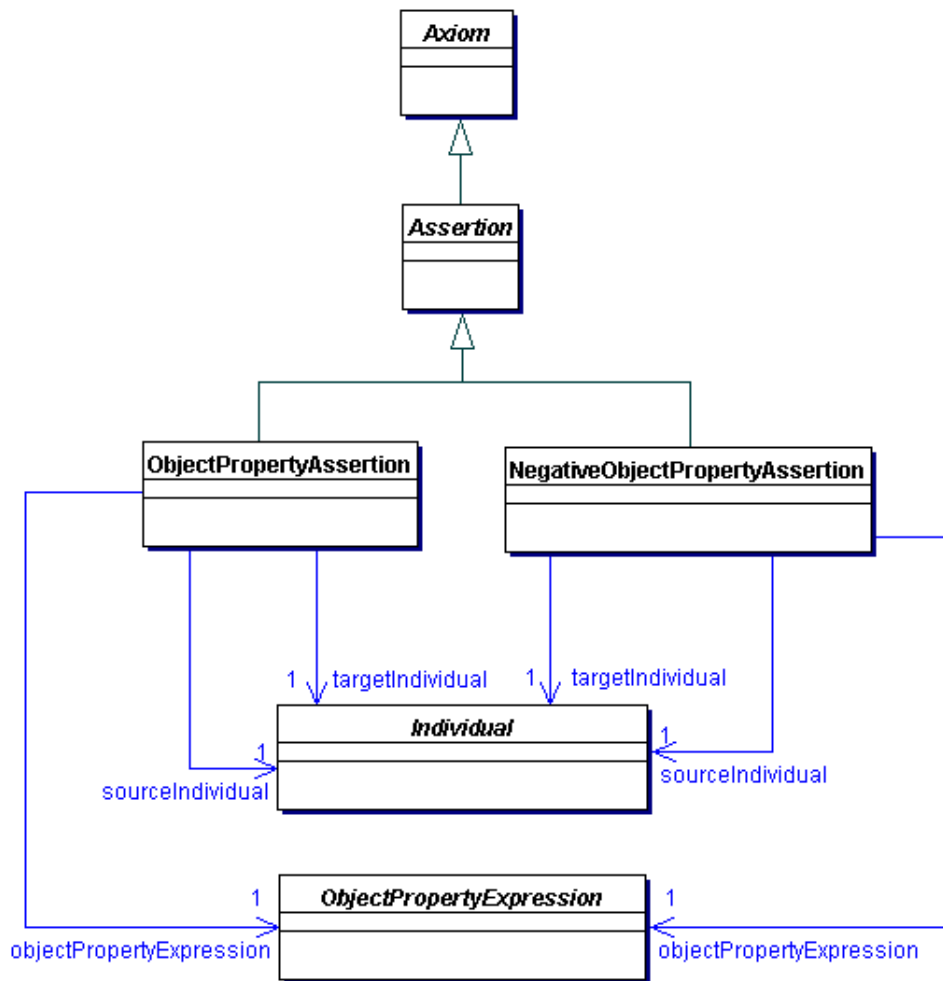 Axiom
Assertion
ObjectPropertyAssertion
NegativeObjectPropertyAssertion
1 targetIndividual
1 targetIndividual
Individual
1
sourceIndividual
1
sourceIndividual
ObjectPropertyExpression
1
objectPropertyExpression
1
objectPropertyExpression